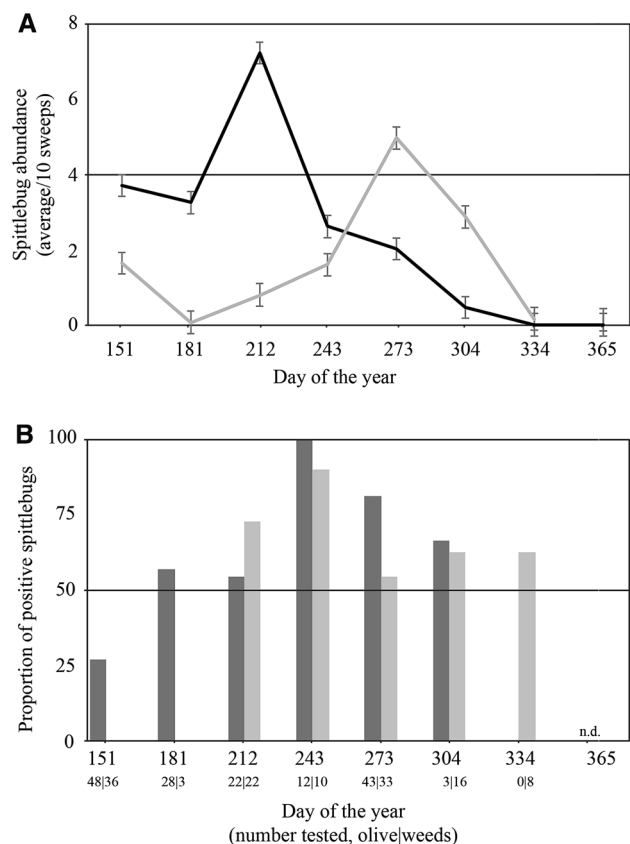 A
Spittlebug abundance
(average/10 sweeps)
8
6
4
2
0
151 181 212 243 273 304 334 365
Day of the year
B
Proportion of positive spittlebugs
100
75
50
25
0
n.d.
151 181 212 243 273 304 334 365
48|36 28|3 22|22 12|10 43|33 3|16 0|8
Day of the year
(number tested, olive|weeds)